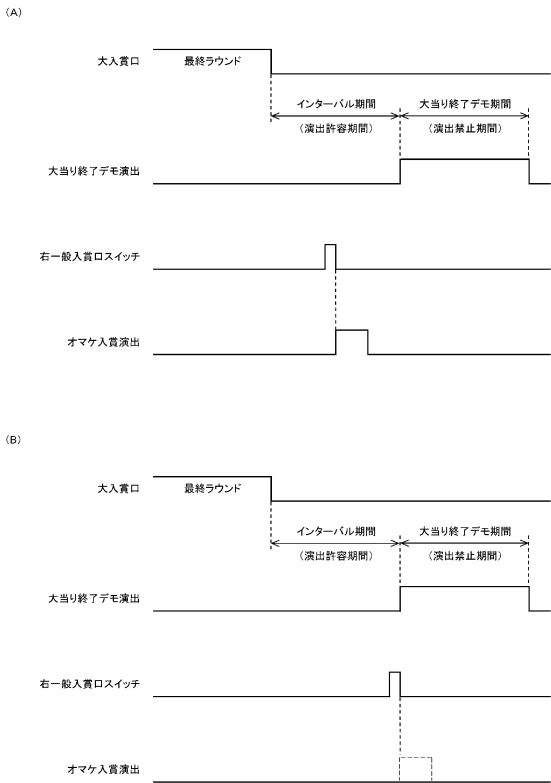 (A)
大入賞口
最終ラウンド
インターバル期間
(演出許容期間)
大当り終了デモ期間
(演出禁止期間)
大当り終了デモ演出
右一般入賞口スイッチ
オマケ入賞演出
(B)
大入賞口
最終ラウンド
インターバル期間
(演出許容期間)
大当り終了デモ期間
(演出禁止期間)
大当り終了デモ演出
右一般入賞口スイッチ
オマケ入賞演出